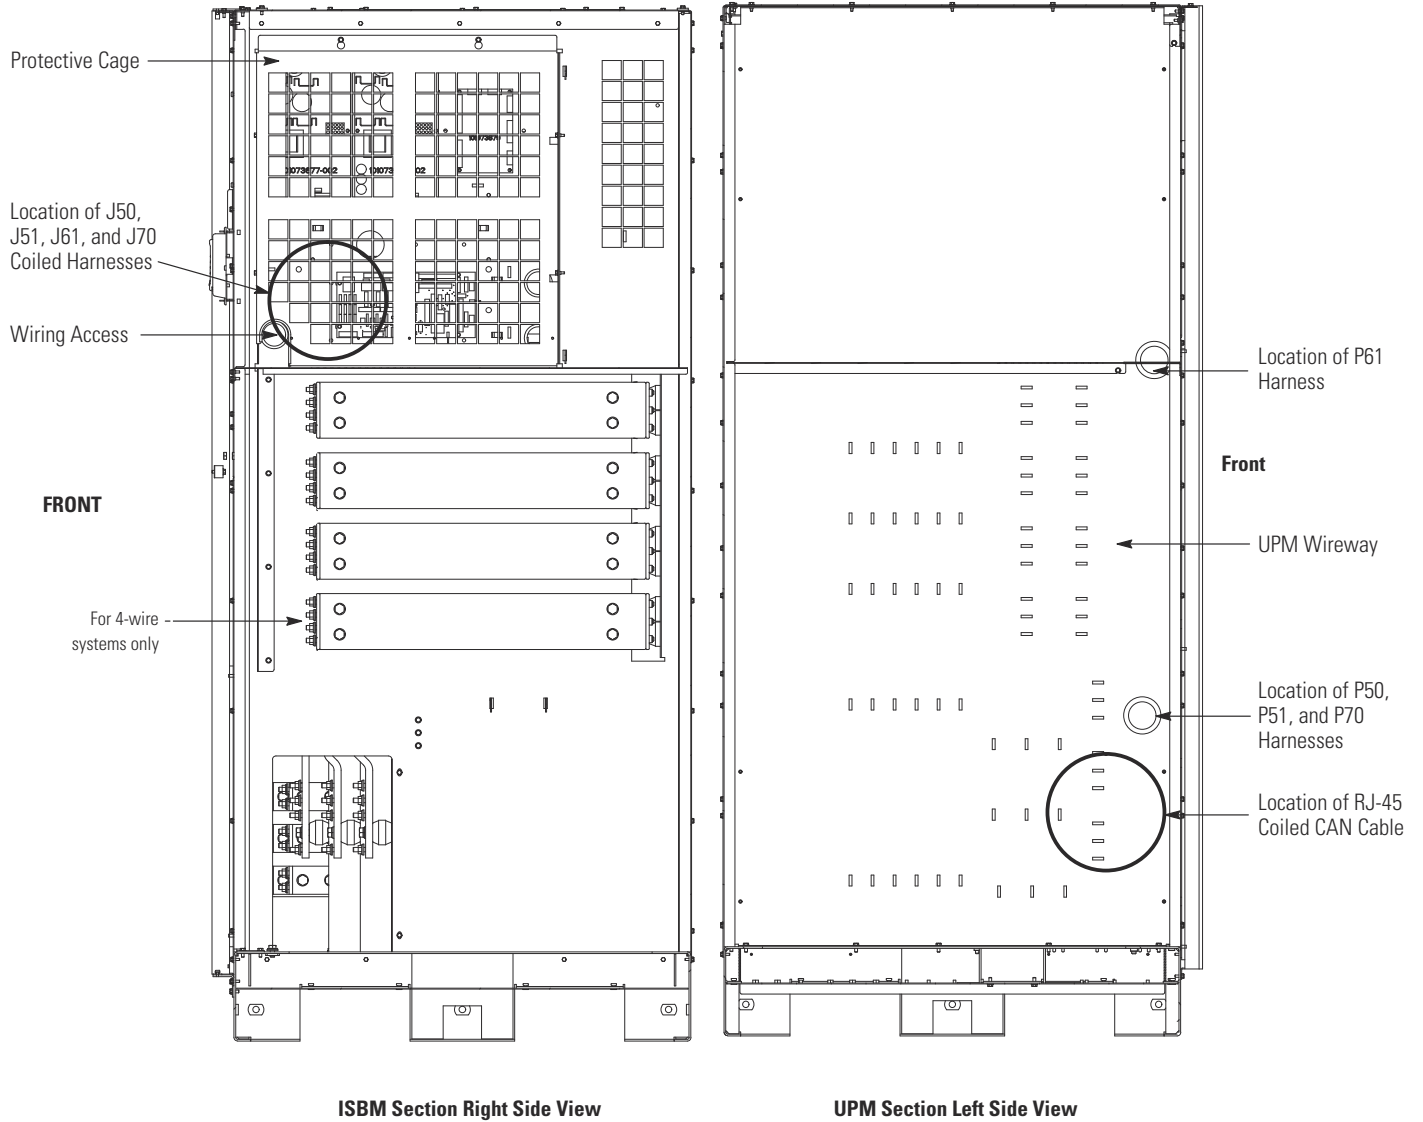 Protective Cage
Location of J50,
J51, J61, and J70
Coiled Harnesses
Wiring Access
FRONT
For 4-wire
systems only
Location of P61
Harness
Front
UPM Wireway
Location of P50,
P51, and P70
Harnesses
Location of RJ-45
Coiled CAN Cable
ISBM Section Right Side View
UPM Section Left Side View